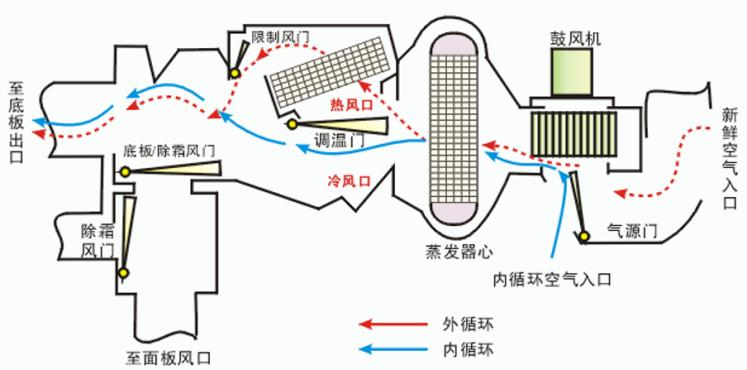 限制风门
鼓风机
至底板出口
热风口
新鲜空气入口
底板/除霜风门
调温门
冷风口
除霜
风门
蒸发器心
气源门
内循环空气入口
外循环
内循环
至面板风口